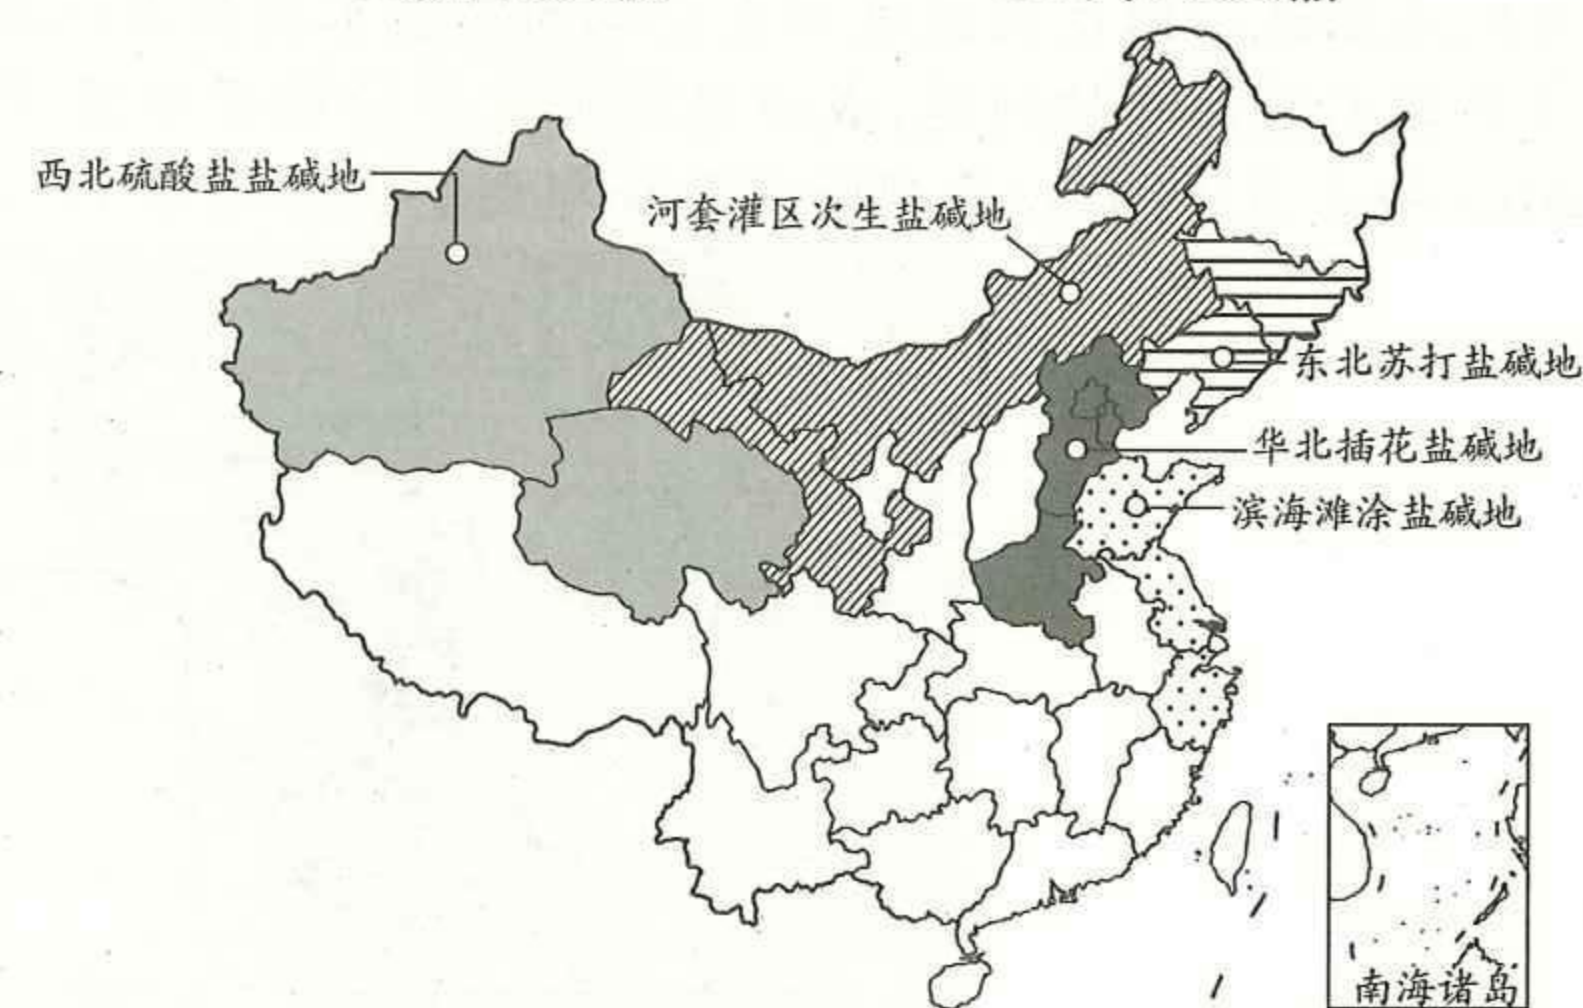 西北硫酸盐盐碱地
河套灌区次生盐碱地
东北苏打盐碱地
华北插花盐碱地
滨海滩涂盐碱地
南海诸岛